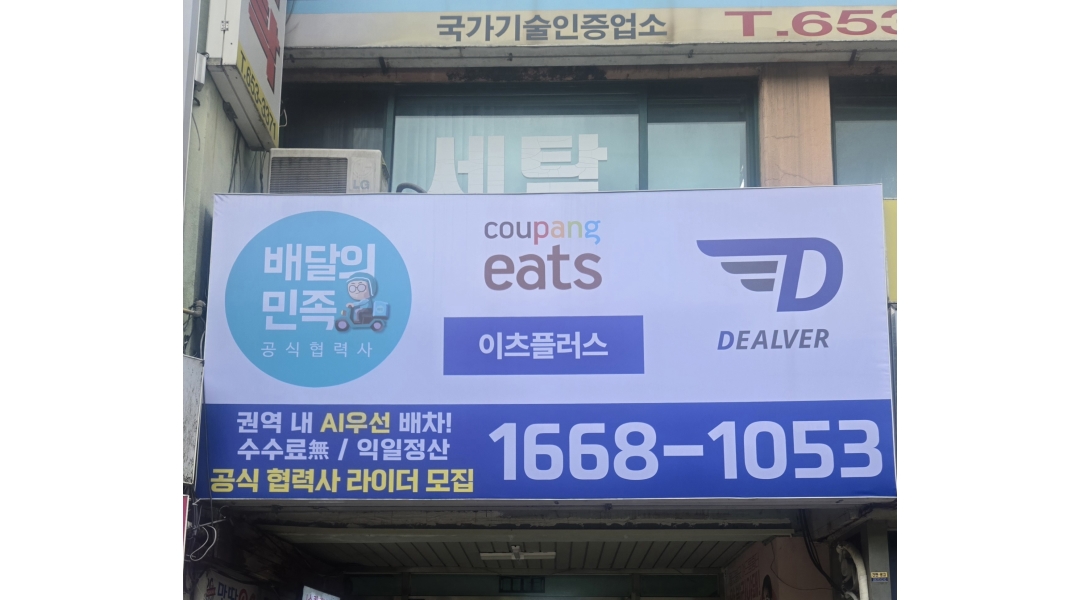 국가기술인증업소 T.653
T.653-3371
세탁
LG
배달의
민족
공식협력사
coupang
eats
이츠플러스
DEALVER
권역 내 AI우선 배차!
수수료無 / 익일정산
공식 협력사 라이더 모집
1668-1053